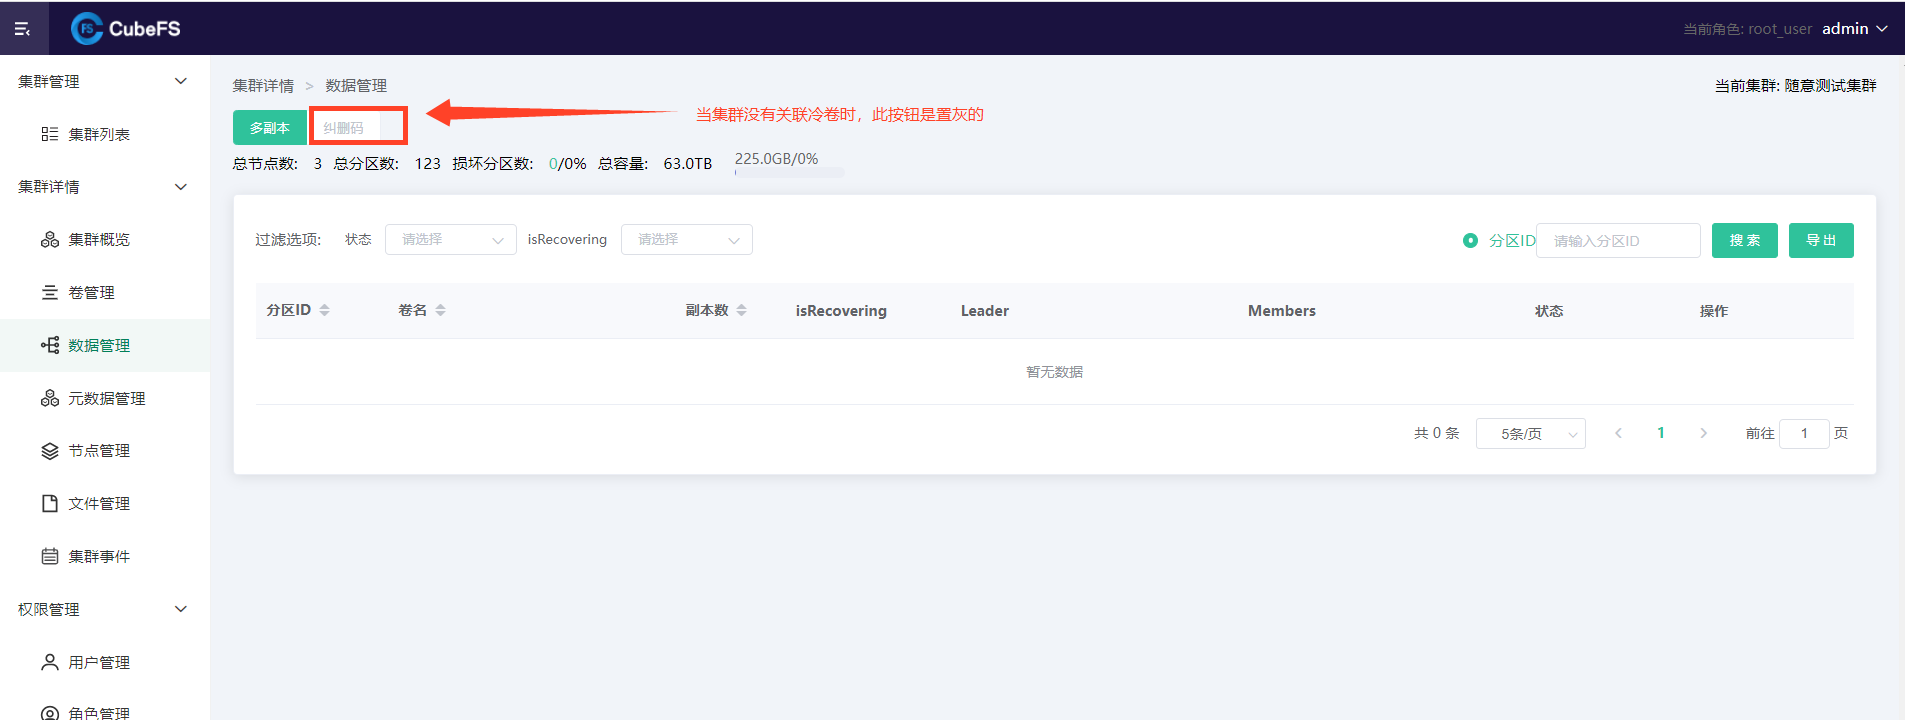 CubeFS
当前角色: root_user admin
集群管理
集群列表
集群详情
集群概览
卷管理
数据管理
元数据管理
节点管理
文件管理
集群事件
权限管理
用户管理
角色管理
集群详情 > 数据管理
当前集群: 随意测试集群
多副本 纠删码
当集群没有关联冷卷时，此按钮是置灰的
总节点数: 3 总分区数: 123 损坏分区数: 0/0% 总容量: 63.0TB 225.0GB/0%
过滤选项: 状态 请选择 isRecovering 请选择 分区ID 请输入分区ID 搜 索 导 出
分区ID 卷名 副本数 isRecovering Leader Members 状态 操作
暂无数据
共 0 条 5条/页 1 前往 1 页